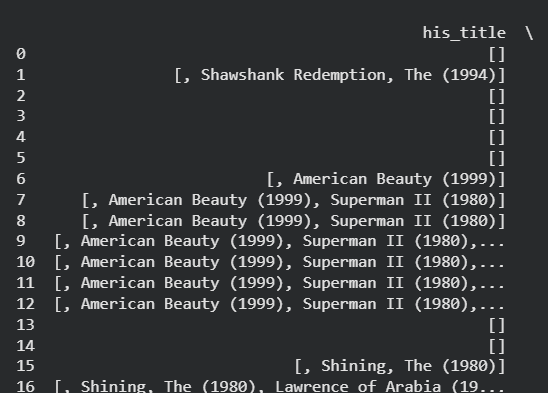 his_title \
0 []
1 [, Shawshank Redemption, The (1994)]
2 []
3 []
4 []
5 []
6 [, American Beauty (1999)]
7 [, American Beauty (1999), Superman II (1980)]
8 [, American Beauty (1999), Superman II (1980)]
9 [, American Beauty (1999), Superman II (1980),...
10 [, American Beauty (1999), Superman II (1980),...
11 [, American Beauty (1999), Superman II (1980),...
12 [, American Beauty (1999), Superman II (1980),...
13 []
14 []
15 [, Shining, The (1980)]
16 [, Shining, The (1980), Lawrence of Arabia (19...